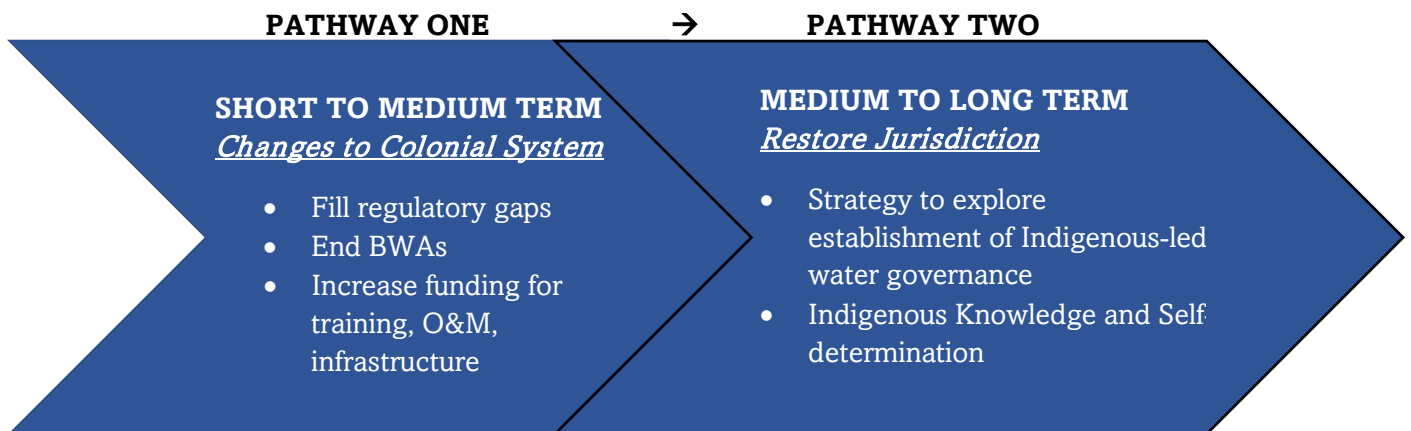 PATHWAY ONE → PATHWAY TWO
SHORT TO MEDIUM TERM
Changes to Colonial System
• Fill regulatory gaps
• End BWAs
• Increase funding for
training, O&M,
infrastructure
MEDIUM TO LONG TERM
Restore Jurisdiction
• Strategy to explore
establishment of Indigenous-led
water governance
• Indigenous Knowledge and Self-
determination